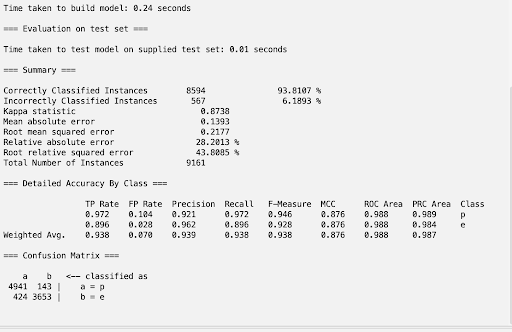 Time taken to build model: 0.24 seconds
=== Evaluation on test set ===
Time taken to test model on supplied test set: 0.01 seconds
=== Summary ===
Correctly Classified Instances 8594 93.8107 %
Incorrectly Classified Instances 567 6.1893 %
Kappa statistic 0.8738
Mean absolute error 0.1393
Root mean squared error 0.2177
Relative absolute error 28.2013 %
Root relative squared error 43.8085 %
Total Number of Instances 9161
=== Detailed Accuracy By Class ===
TP Rate FP Rate Precision Recall F-Measure MCC ROC Area PRC Area Class
0.972 0.104 0.921 0.972 0.946 0.876 0.988 0.989 p
0.896 0.028 0.962 0.896 0.928 0.876 0.988 0.984 e
Weighted Avg. 0.938 0.070 0.939 0.938 0.938 0.876 0.988 0.987
=== Confusion Matrix ===
a b <-- classified as
4941 143 | a = p
424 3653 | b = e